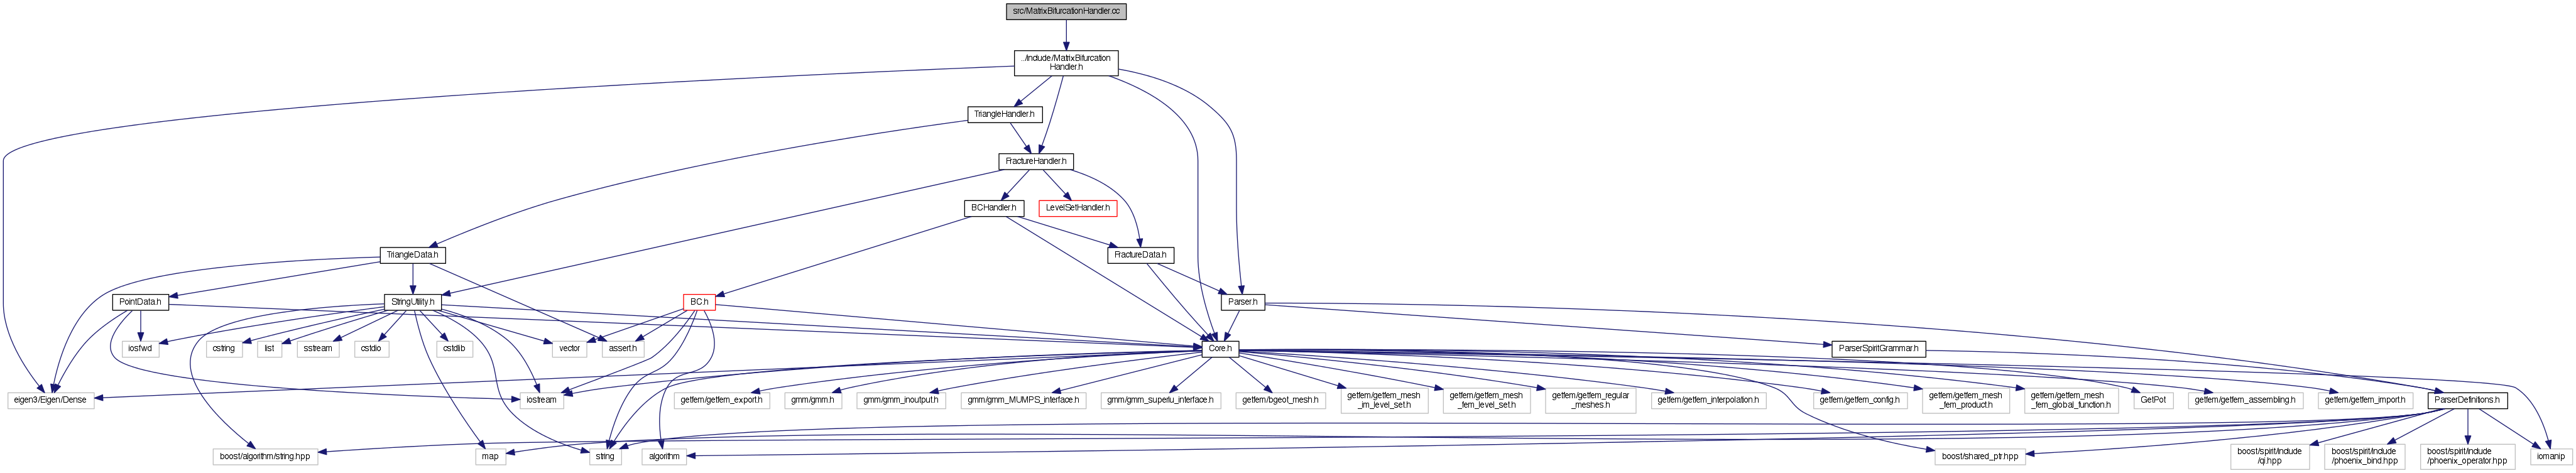 src/MatrixBifurcationHandler.cc
../include/MatrixBifurcation
Handler.h
TriangleHandler.h
FractureHandler.h
BCHandler.h
LevelSetHandler.h
TriangleData.h
FractureData.h
PointData.h
StringUtility.h
BC.h
Parser.h
iosfwd
cstring
list
sstream
cstdio
cstdlib
vector
assert.h
Core.h
ParserSpiritGrammar.h
eigen3/Eigen/Dense
iostream
getfem/getfem_export.h
gmm/gmm.h
gmm/gmm_inoutput.h
gmm/gmm_MUMPS_interface.h
gmm/gmm_superlu_interface.h
getfem/bgeot_mesh.h
getfem/getfem_mesh
_im_level_set.h
getfem/getfem_mesh
_fem_level_set.h
getfem/getfem_regular
_meshes.h
getfem/getfem_interpolation.h
getfem/getfem_config.h
getfem/getfem_mesh
_fem_product.h
getfem/getfem_mesh
_fem_global_function.h
GetPot
getfem/getfem_assembling.h
getfem/getfem_import.h
ParserDefinitions.h
boost/algorithm/string.hpp
map
string
algorithm
boost/shared_ptr.hpp
boost/spirit/include
/qi.hpp
boost/spirit/include
/phoenix_bind.hpp
boost/spirit/include
/phoenix_operator.hpp
iomanip